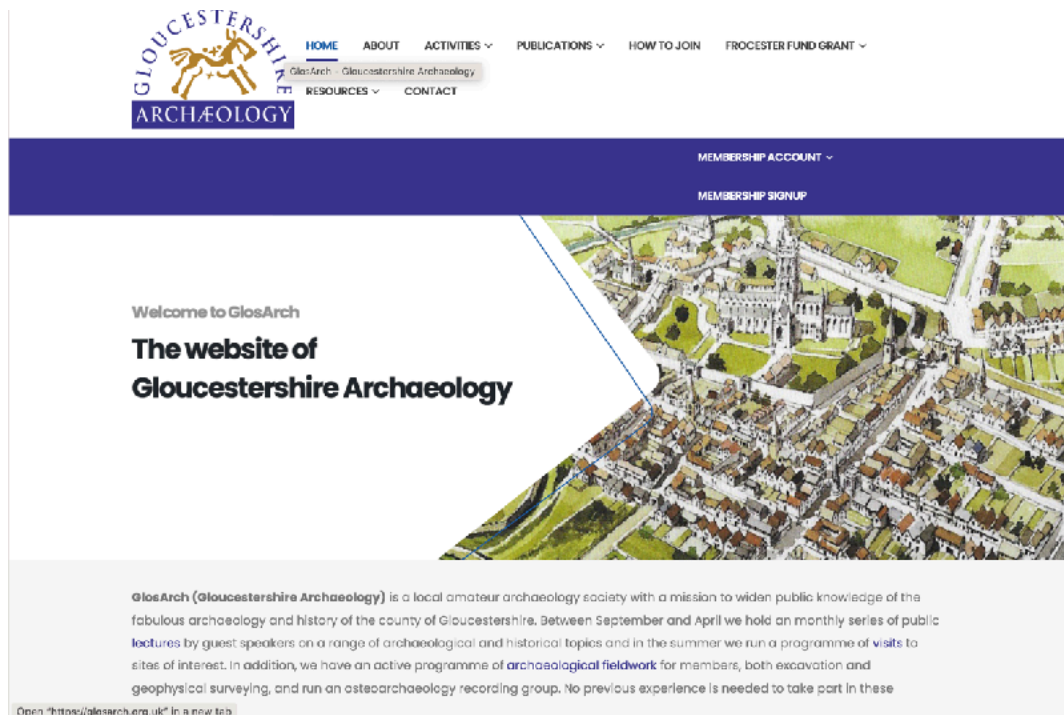 GLOUCESTERSHIRE
ARCHÆOLOGY
HOME ABOUT ACTIVITIES PUBLICATIONS HOW TO JOIN FROCESTER FUND GRANT
GlosArch - Gloucestershire Archaeology
RESOURCES CONTACT
MEMBERSHIP ACCOUNT
MEMBERSHIP SIGNUP
Welcome to GlosArch
The website of
Gloucestershire Archaeology
GlosArch (Gloucestershire Archaeology) is a local amateur archaeology society with a mission to widen public knowledge of the
fabulous archaeology and history of the county of Gloucestershire. Between September and April we hold an monthly series of public
lectures by guest speakers on a range of archaeological and historical topics and in the summer we run a programme of visits to
sites of interest. In addition, we have an active programme of archaeological fieldwork for members, both excavation and
geophysical surveying, and run an osteoarchaeology recording group. No previous experience is needed to take part in these
Open "https://glosarch.org.uk" in a new tab